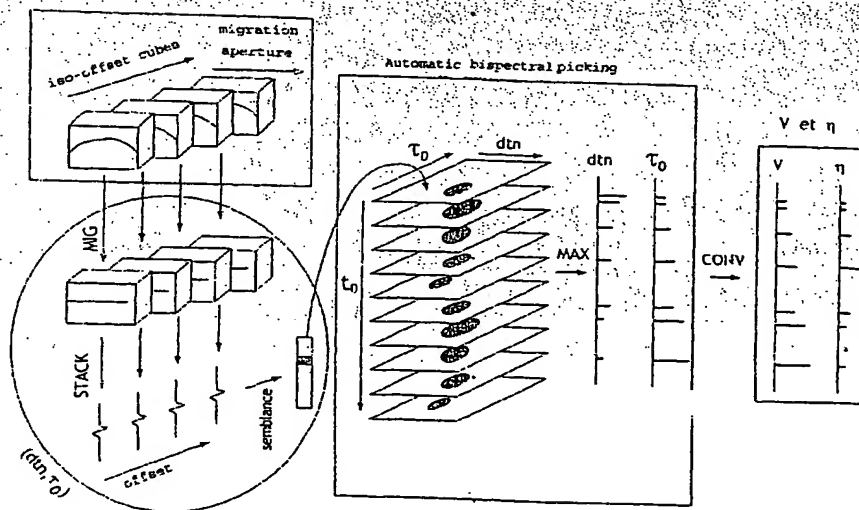 iso-offset cubes
migration
aperture
MIG
STACK
offset
(dtn, τ₀)
semblance
Automatic bispectral picking
τ₀
dtn
t₀
MAX
dtn
τ₀
CONV
V et η
V
η